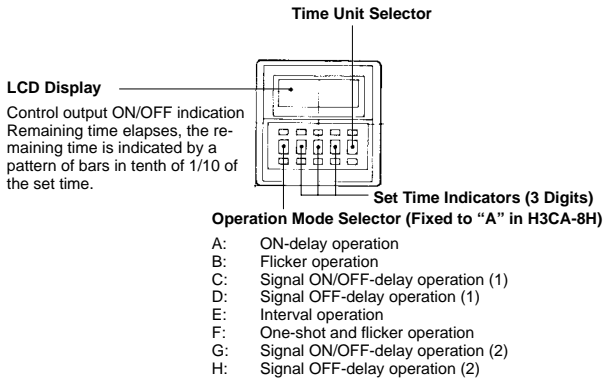 Time Unit Selector
LCD Display
Control output ON/OFF indication
Remaining time elapses, the re-
maining time is indicated by a
pattern of bars in tenth of 1/10 of
the set time.
Set Time Indicators (3 Digits)
Operation Mode Selector (Fixed to “A” in H3CA-8H)
A: ON-delay operation
B: Flicker operation
C: Signal ON/OFF-delay operation (1)
D: Signal OFF-delay operation (1)
E: Interval operation
F: One-shot and flicker operation
G: Signal ON/OFF-delay operation (2)
H: Signal OFF-delay operation (2)